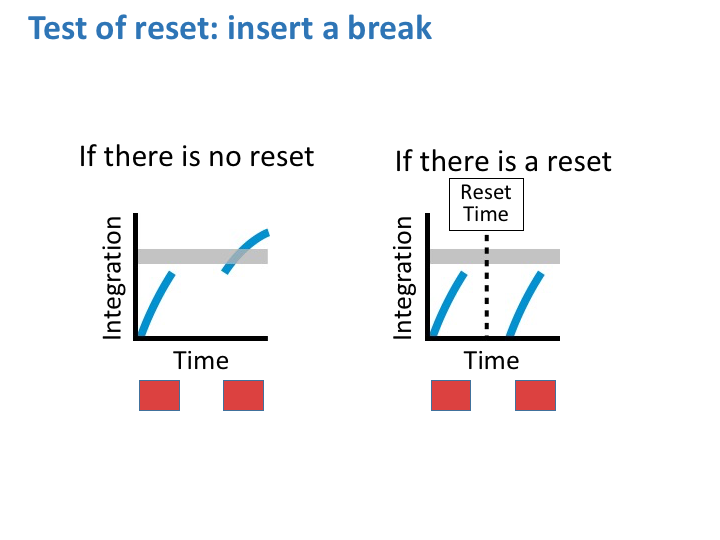 Test of reset: insert a break
If there is no reset
If there is a reset
Reset
Time
Integration
Integration
Time
Time